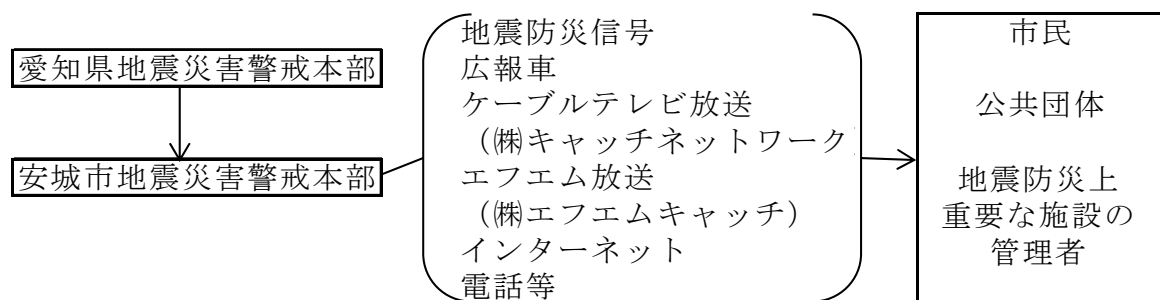 愛知県地震災害警戒本部
安城市地震災害警戒本部
地震防災信号
広報車
ケーブルテレビ放送
（㈱キャッチネットワーク
エフエム放送
（㈱エフエムキャッチ）
インターネット
電話等
市民
公共団体
地震防災上
重要な施設の
管理者